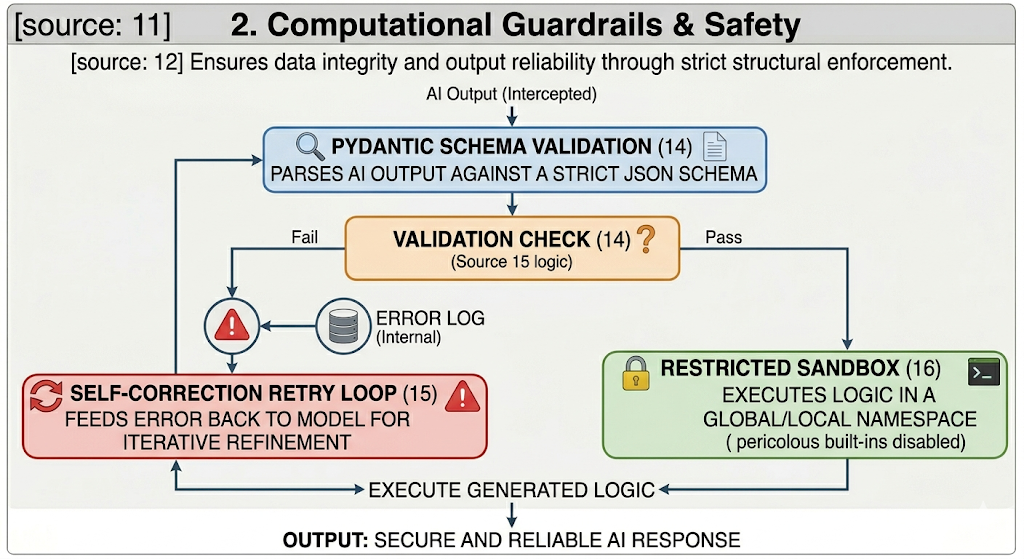 [source: 11] 2. Computational Guardrails & Safety
[source: 12] Ensures data integrity and output reliability through strict structural enforcement.
AI Output (Intercepted)
PYDANTIC SCHEMA VALIDATION (14)
PARSES AI OUTPUT AGAINST A STRICT JSON SCHEMA
Fail
VALIDATION CHECK (14) ?
(Source 15 logic)
Pass
ERROR LOG
(Internal)
SELF-CORRECTION RETRY LOOP (15)
FEEDS ERROR BACK TO MODEL FOR
ITERATIVE REFINEMENT
RESTRICTED SANDBOX (16)
EXECUTES LOGIC IN A
GLOBAL/LOCAL NAMESPACE
( pericolous built-ins disabled)
EXECUTE GENERATED LOGIC
OUTPUT: SECURE AND RELIABLE AI RESPONSE